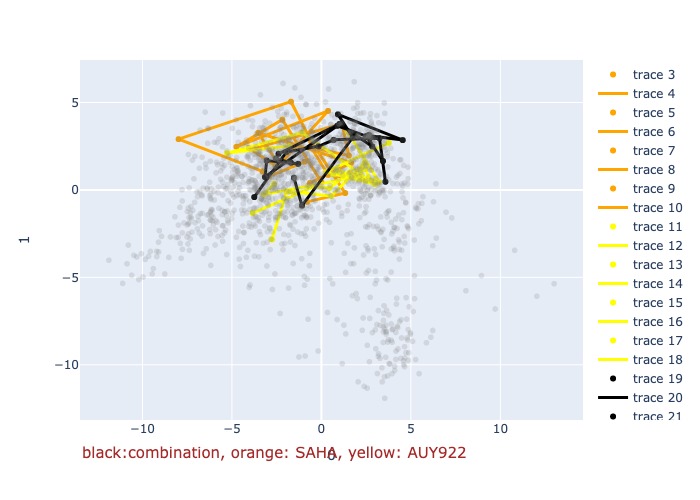 5
0
−5
−10
−10
−5
0
5
10
1
0
trace 3
trace 4
trace 5
trace 6
trace 7
trace 8
trace 9
trace 10
trace 11
trace 12
trace 13
trace 14
trace 15
trace 16
trace 17
trace 18
trace 19
trace 20
trace 21
black:combination, orange: SAHA, yellow: AUY922